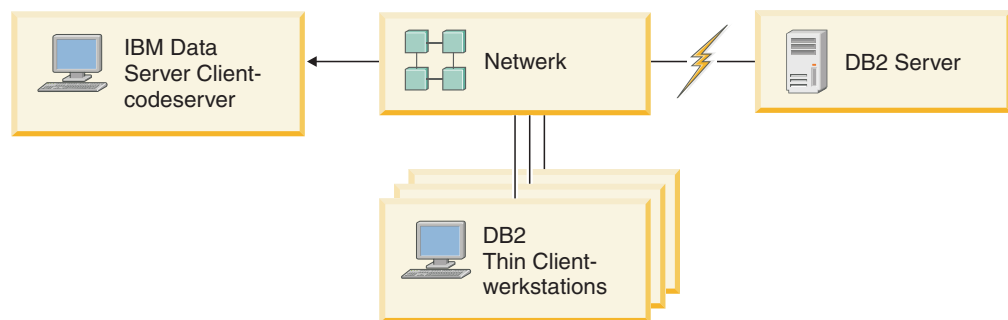 IBM Data
Server Client-
codeserver
Netwerk
DB2 Server
DB2
Thin Client-
werkstations